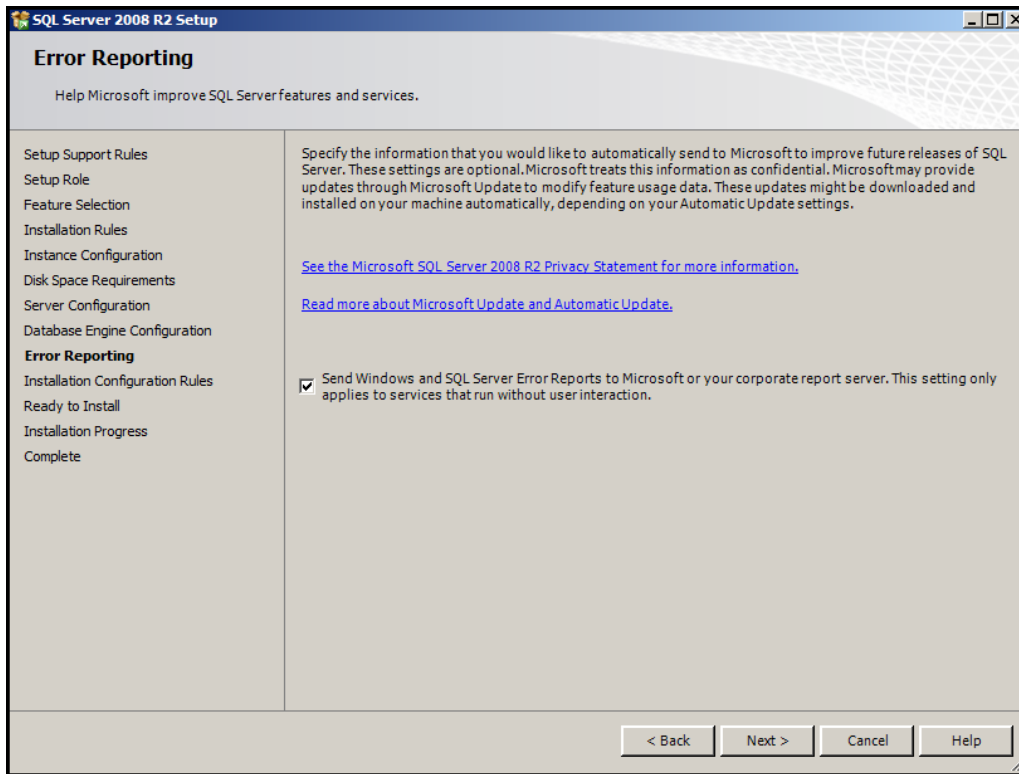 SQL Server 2008 R2 Setup
Error Reporting
Help Microsoft improve SQL Server features and services.
Setup Support Rules
Setup Role
Feature Selection
Installation Rules
Instance Configuration
Disk Space Requirements
Server Configuration
Database Engine Configuration
Error Reporting
Installation Configuration Rules
Ready to Install
Installation Progress
Complete
Specify the information that you would like to automatically send to Microsoft to improve future releases of SQL
Server. These settings are optional. Microsoft treats this information as confidential. Microsoft may provide
updates through Microsoft Update to modify feature usage data. These updates might be downloaded and
installed on your machine automatically, depending on your Automatic Update settings.
See the Microsoft SQL Server 2008 R2 Privacy Statement for more information.
Read more about Microsoft Update and Automatic Update.
Send Windows and SQL Server Error Reports to Microsoft or your corporate report server. This setting only
applies to services that run without user interaction.
< Back
Next >
Cancel
Help